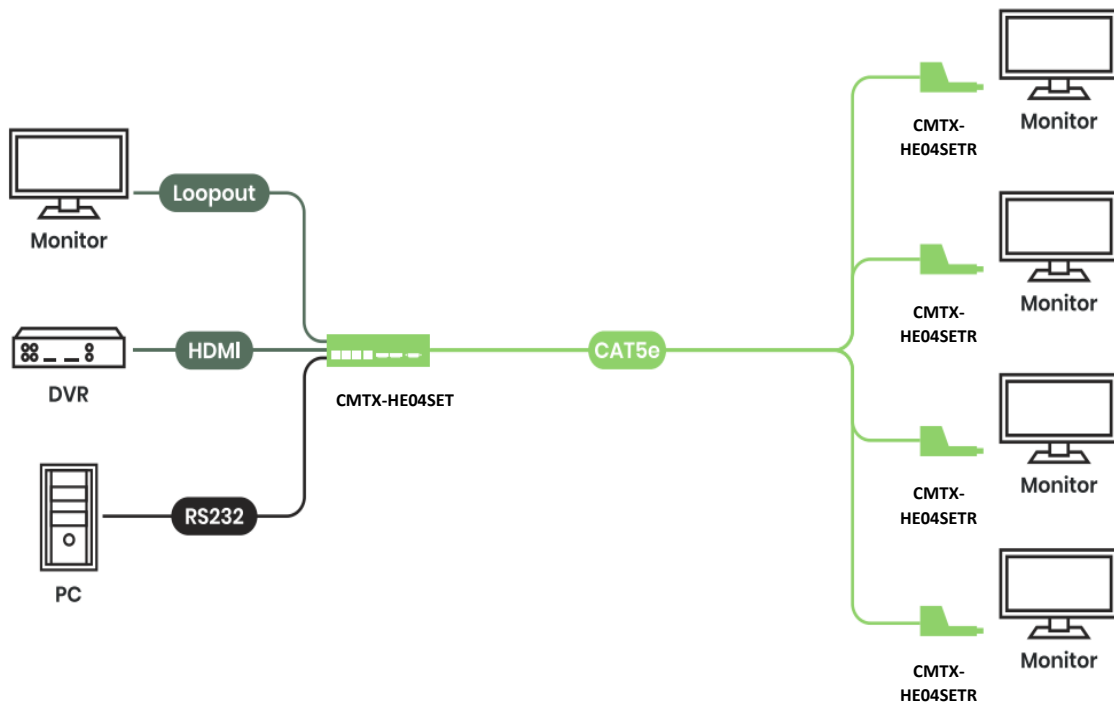 Loopout
Monitor
HDMI
DVR
CMTX-HE04SET
RS232
PC
CAT5e
CMTX-
HE04SETR
Monitor
CMTX-
HE04SETR
Monitor
CMTX-
HE04SETR
Monitor
CMTX-
HE04SETR
Monitor